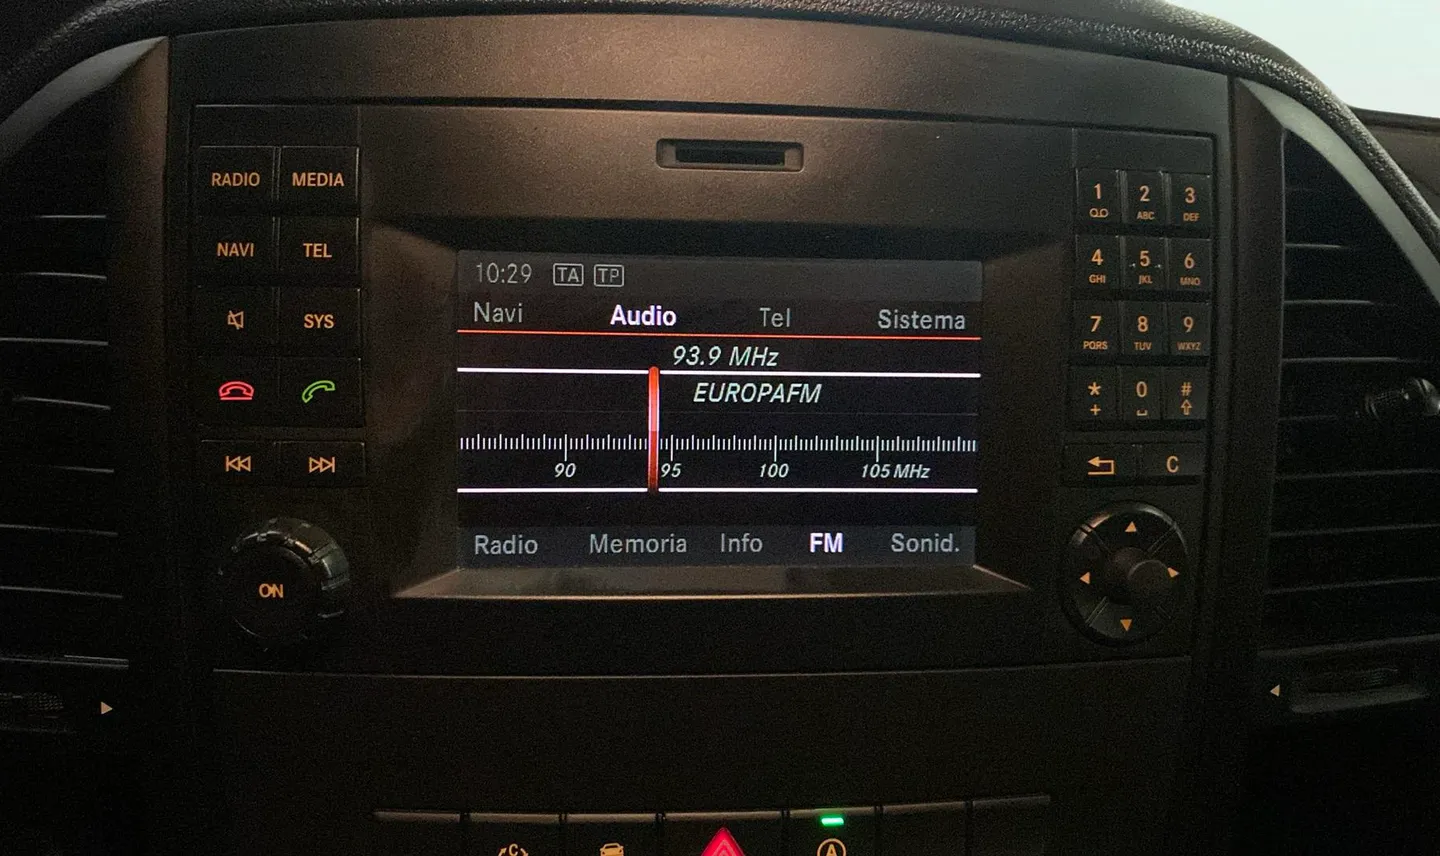 RADIO MEDIA
NAVI TEL
SYS
ON
10:29 TA TP
Navi Audio Tel Sistema
93.9 MHz
EUROPAFM
90 95 100 105 MHz
Radio Memoria Info FM Sonid.
1 2 3
ABC DEF
4 5 6
GHI JKL MNO
7 8 9
PQRS TUV WXYZ
* 0 #
+
C
C A